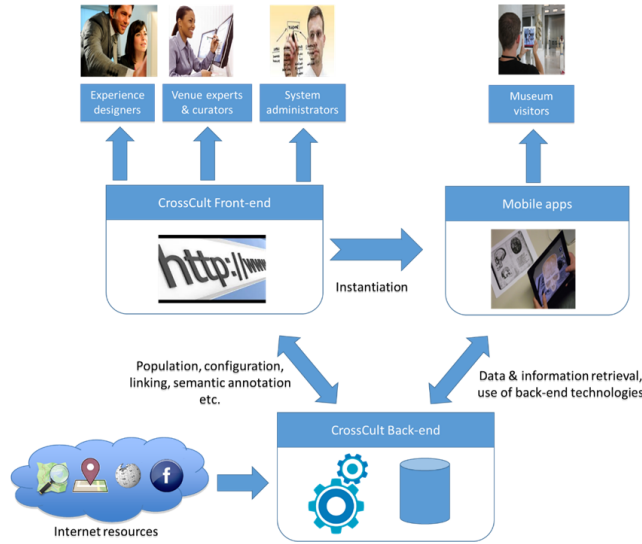 Experience
designers
Venue experts
& curators
System
administrators
Museum
visitors
CrossCult Front-end
Mobile apps
http://www
Instantiation
Population, configuration,
linking, semantic annotation
etc.
Data & information retrieval,
use of back-end technologies
CrossCult Back-end
f
Internet resources